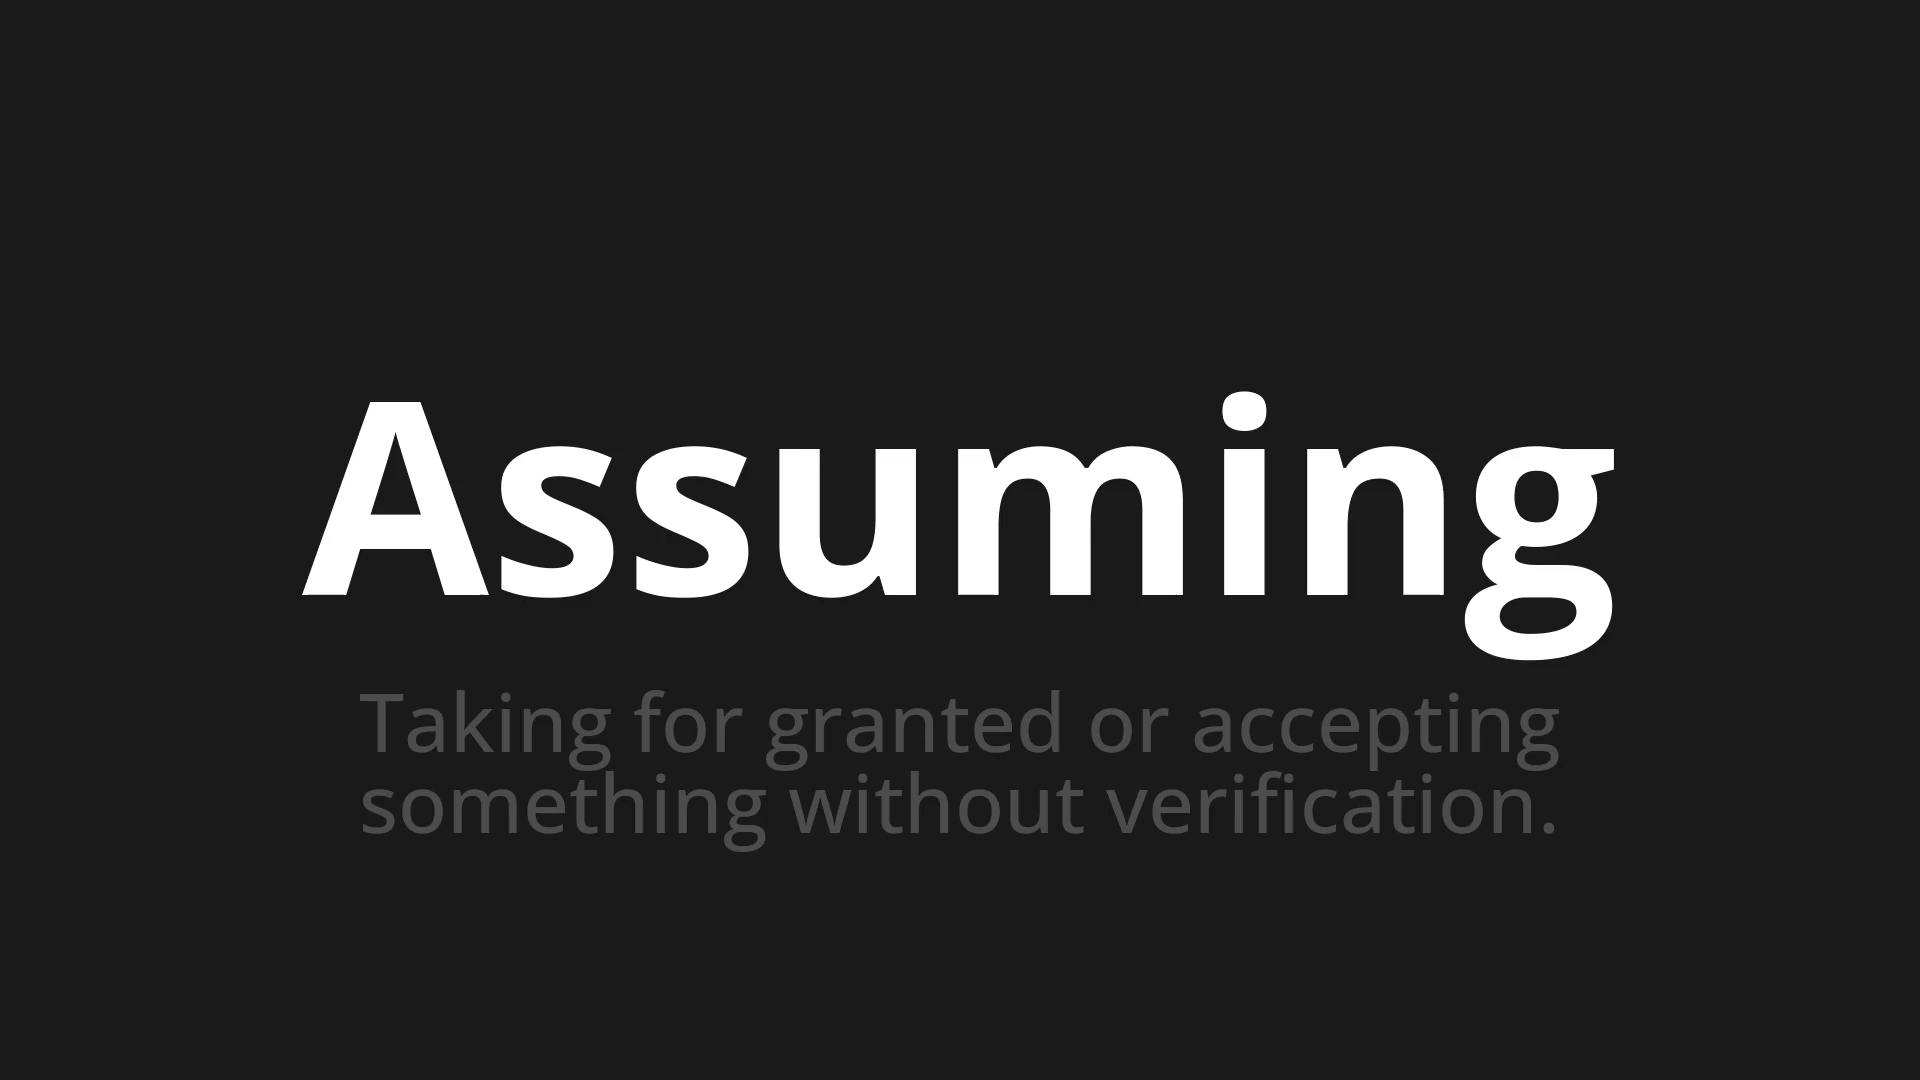 Assuming
Taking for granted or accepting
something without verification.